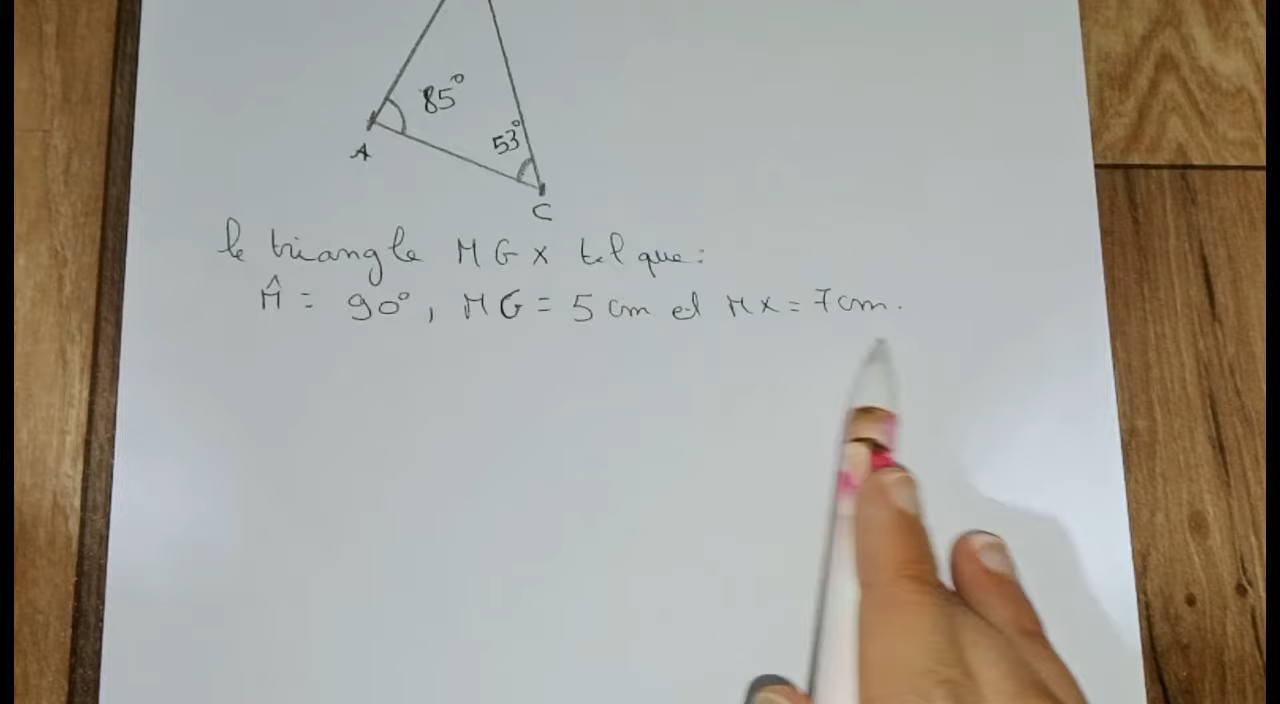 85°
53°
A
C
le triangle MGX tel que:
M̂ = 90°, MG = 5 cm et MX = 7cm.